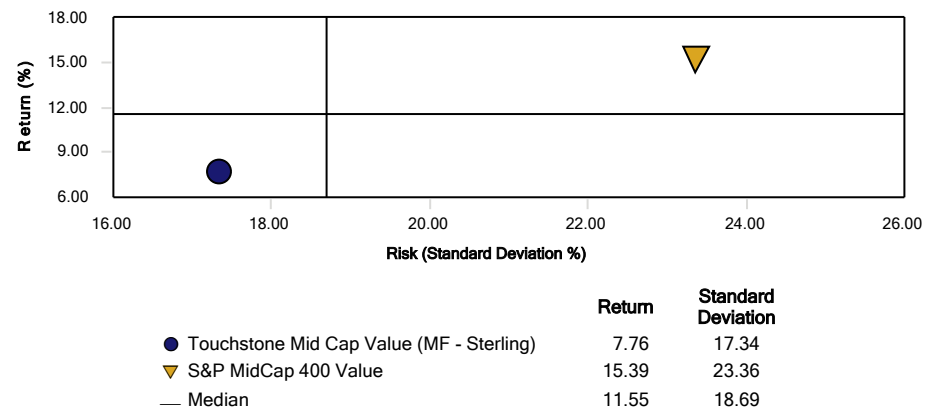 18.00
15.00
12.00
9.00
6.00
Return (%)
16.00 18.00 20.00 22.00 24.00 26.00
Risk (Standard Deviation %)
Return Standard Deviation
Touchstone Mid Cap Value (MF - Sterling) 7.76 17.34
S&P MidCap 400 Value 15.39 23.36
Median 11.55 18.69